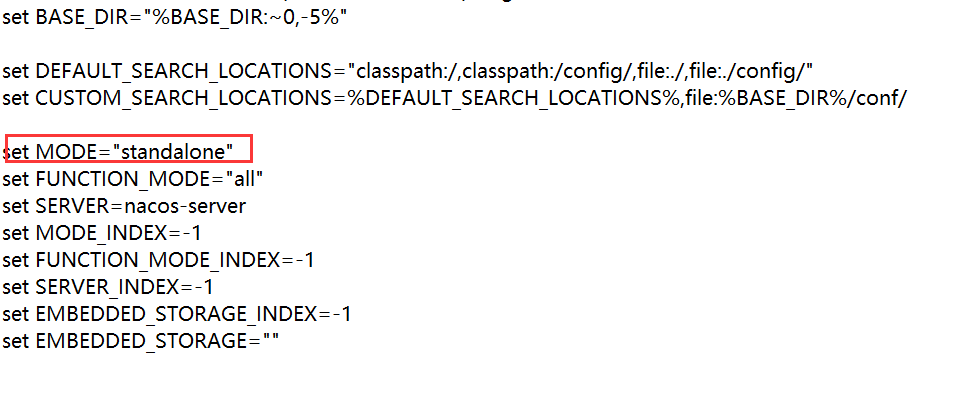 set BASE_DIR="%BASE_DIR:~0,-5%"
set DEFAULT_SEARCH_LOCATIONS="classpath:/,classpath:/config/,file:./,file:./config/"
set CUSTOM_SEARCH_LOCATIONS=%DEFAULT_SEARCH_LOCATIONS%,file:%BASE_DIR%/conf/
set MODE="standalone"
set FUNCTION_MODE="all"
set SERVER=nacos-server
set MODE_INDEX=-1
set FUNCTION_MODE_INDEX=-1
set SERVER_INDEX=-1
set EMBEDDED_STORAGE_INDEX=-1
set EMBEDDED_STORAGE=""